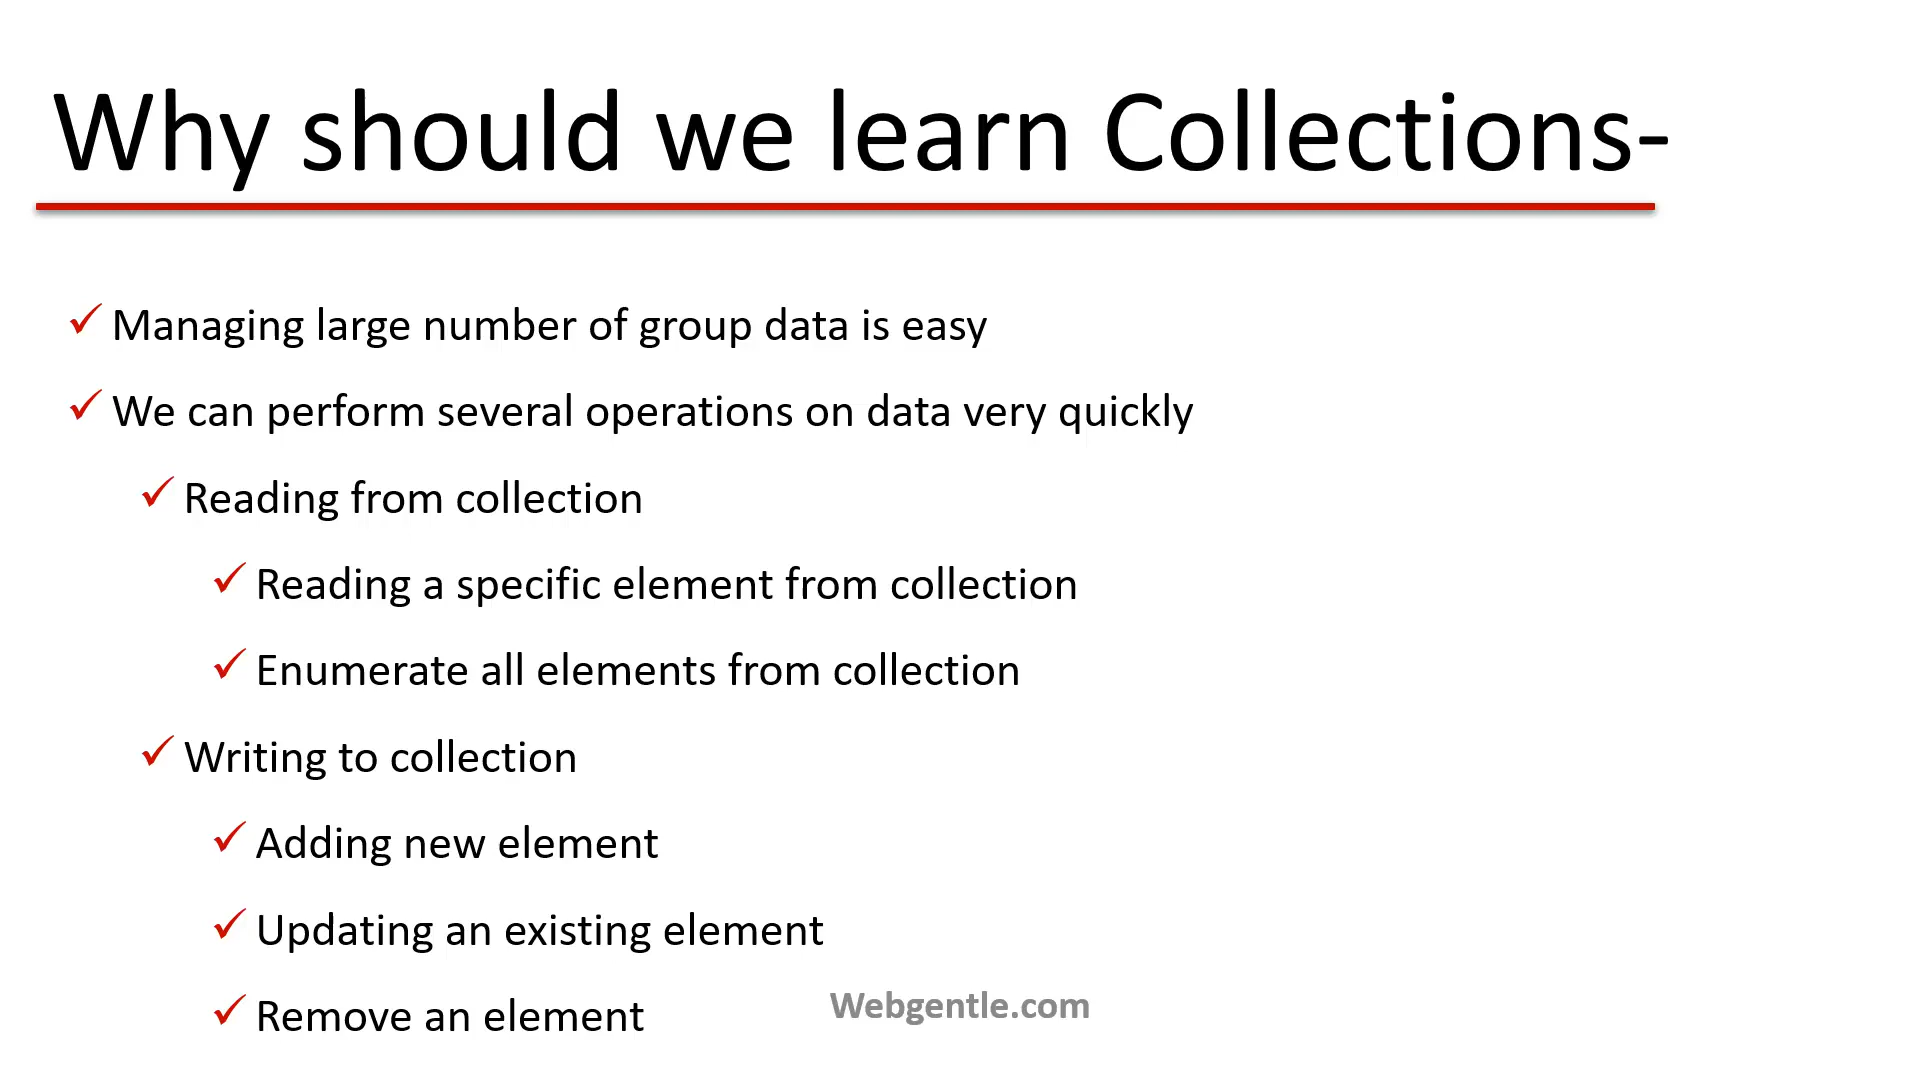 Why should we learn Collections-
Managing large number of group data is easy
We can perform several operations on data very quickly
Reading from collection
Reading a specific element from collection
Enumerate all elements from collection
Writing to collection
Adding new element
Updating an existing element
Remove an element
Webgentle.com